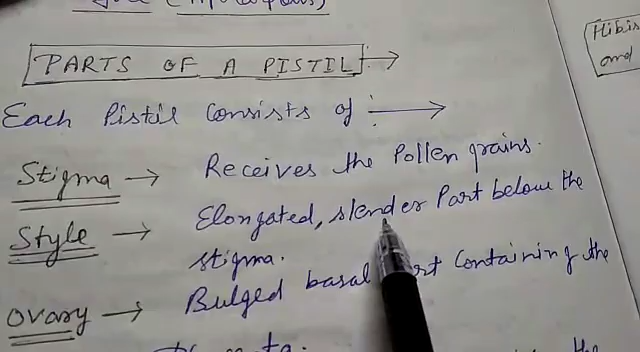 PARTS OF A PISTIL :→
Each Pistil consists of :→
Stigma → Receives the Pollen grains.
Style → Elongated, slender Part below the
stigma.
Ovary → Bulged basal containing the
Hibis
and